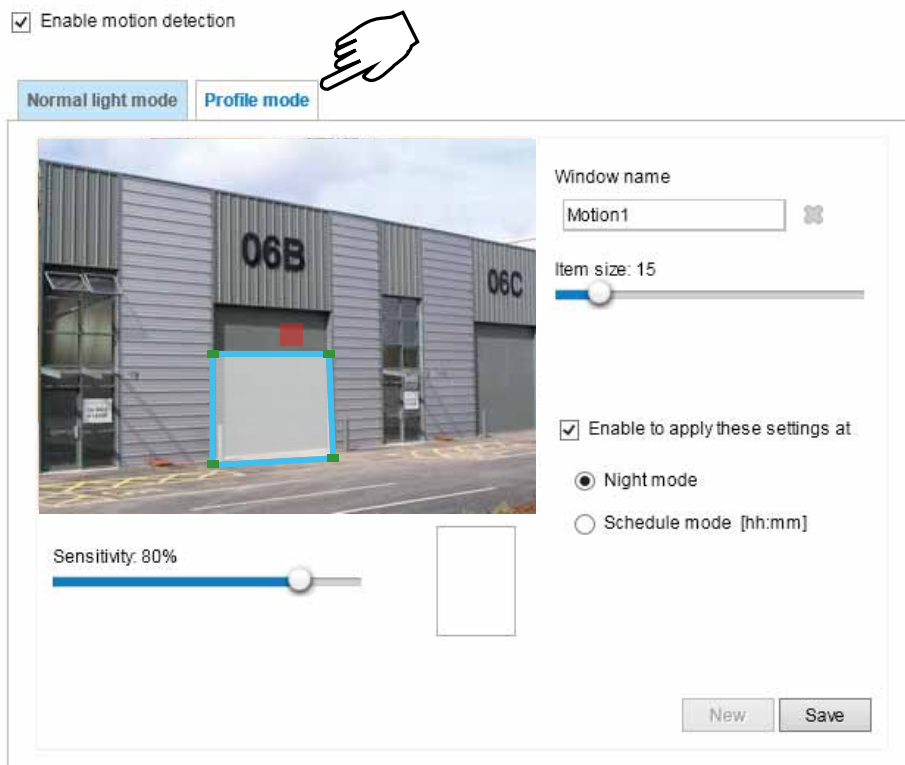 Enable motion detection
Normal light mode
Profile mode
Window name
Motion1
Item size: 15
06B
06C
Enable to apply these settings at
Night mode
Schedule mode [hh:mm]
Sensitivity: 80%
New
Save